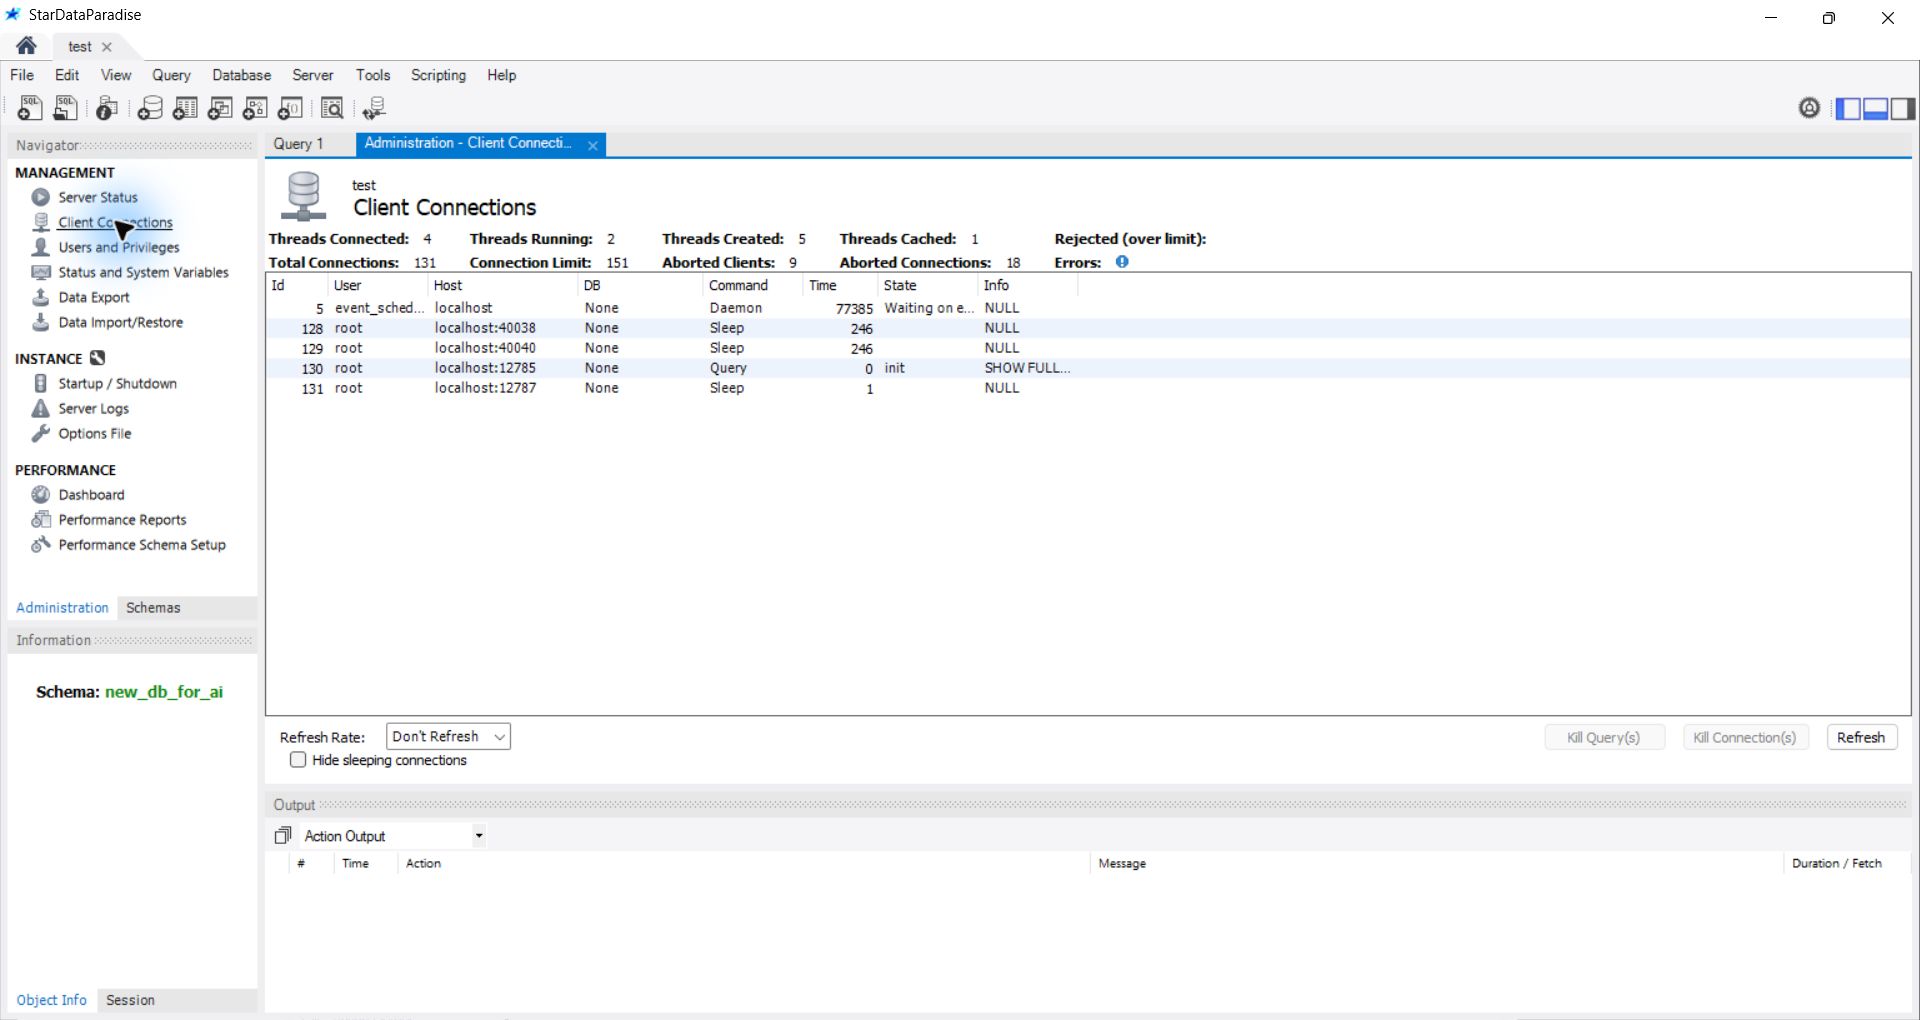 StarDataParadise
test
File Edit View Query Database Server Tools Scripting Help
Navigator
MANAGEMENT
Server Status
Client Connections
Users and Privileges
Status and System Variables
Data Export
Data Import/Restore
INSTANCE
Startup / Shutdown
Server Logs
Options File
PERFORMANCE
Dashboard
Performance Reports
Performance Schema Setup
Administration Schemas
Information
Schema: new_db_for_ai
Object Info Session
Query 1 Administration - Client Connecti...
test
Client Connections
Threads Connected: 4 Threads Running: 2 Threads Created: 5 Threads Cached: 1 Rejected (over limit):
Total Connections: 131 Connection Limit: 151 Aborted Clients: 9 Aborted Connections: 18 Errors:
Id User Host DB Command Time State Info
5 event_sched... localhost None Daemon 77385 Waiting on e... NULL
128 root localhost:40038 None Sleep 246 NULL
129 root localhost:40040 None Sleep 246 NULL
130 root localhost:12785 None Query 0 init SHOW FULL...
131 root localhost:12787 None Sleep 1 NULL
Refresh Rate: Don't Refresh Kill Query(s) Kill Connection(s) Refresh
Hide sleeping connections
Output
Action Output
# Time Action Message Duration / Fetch